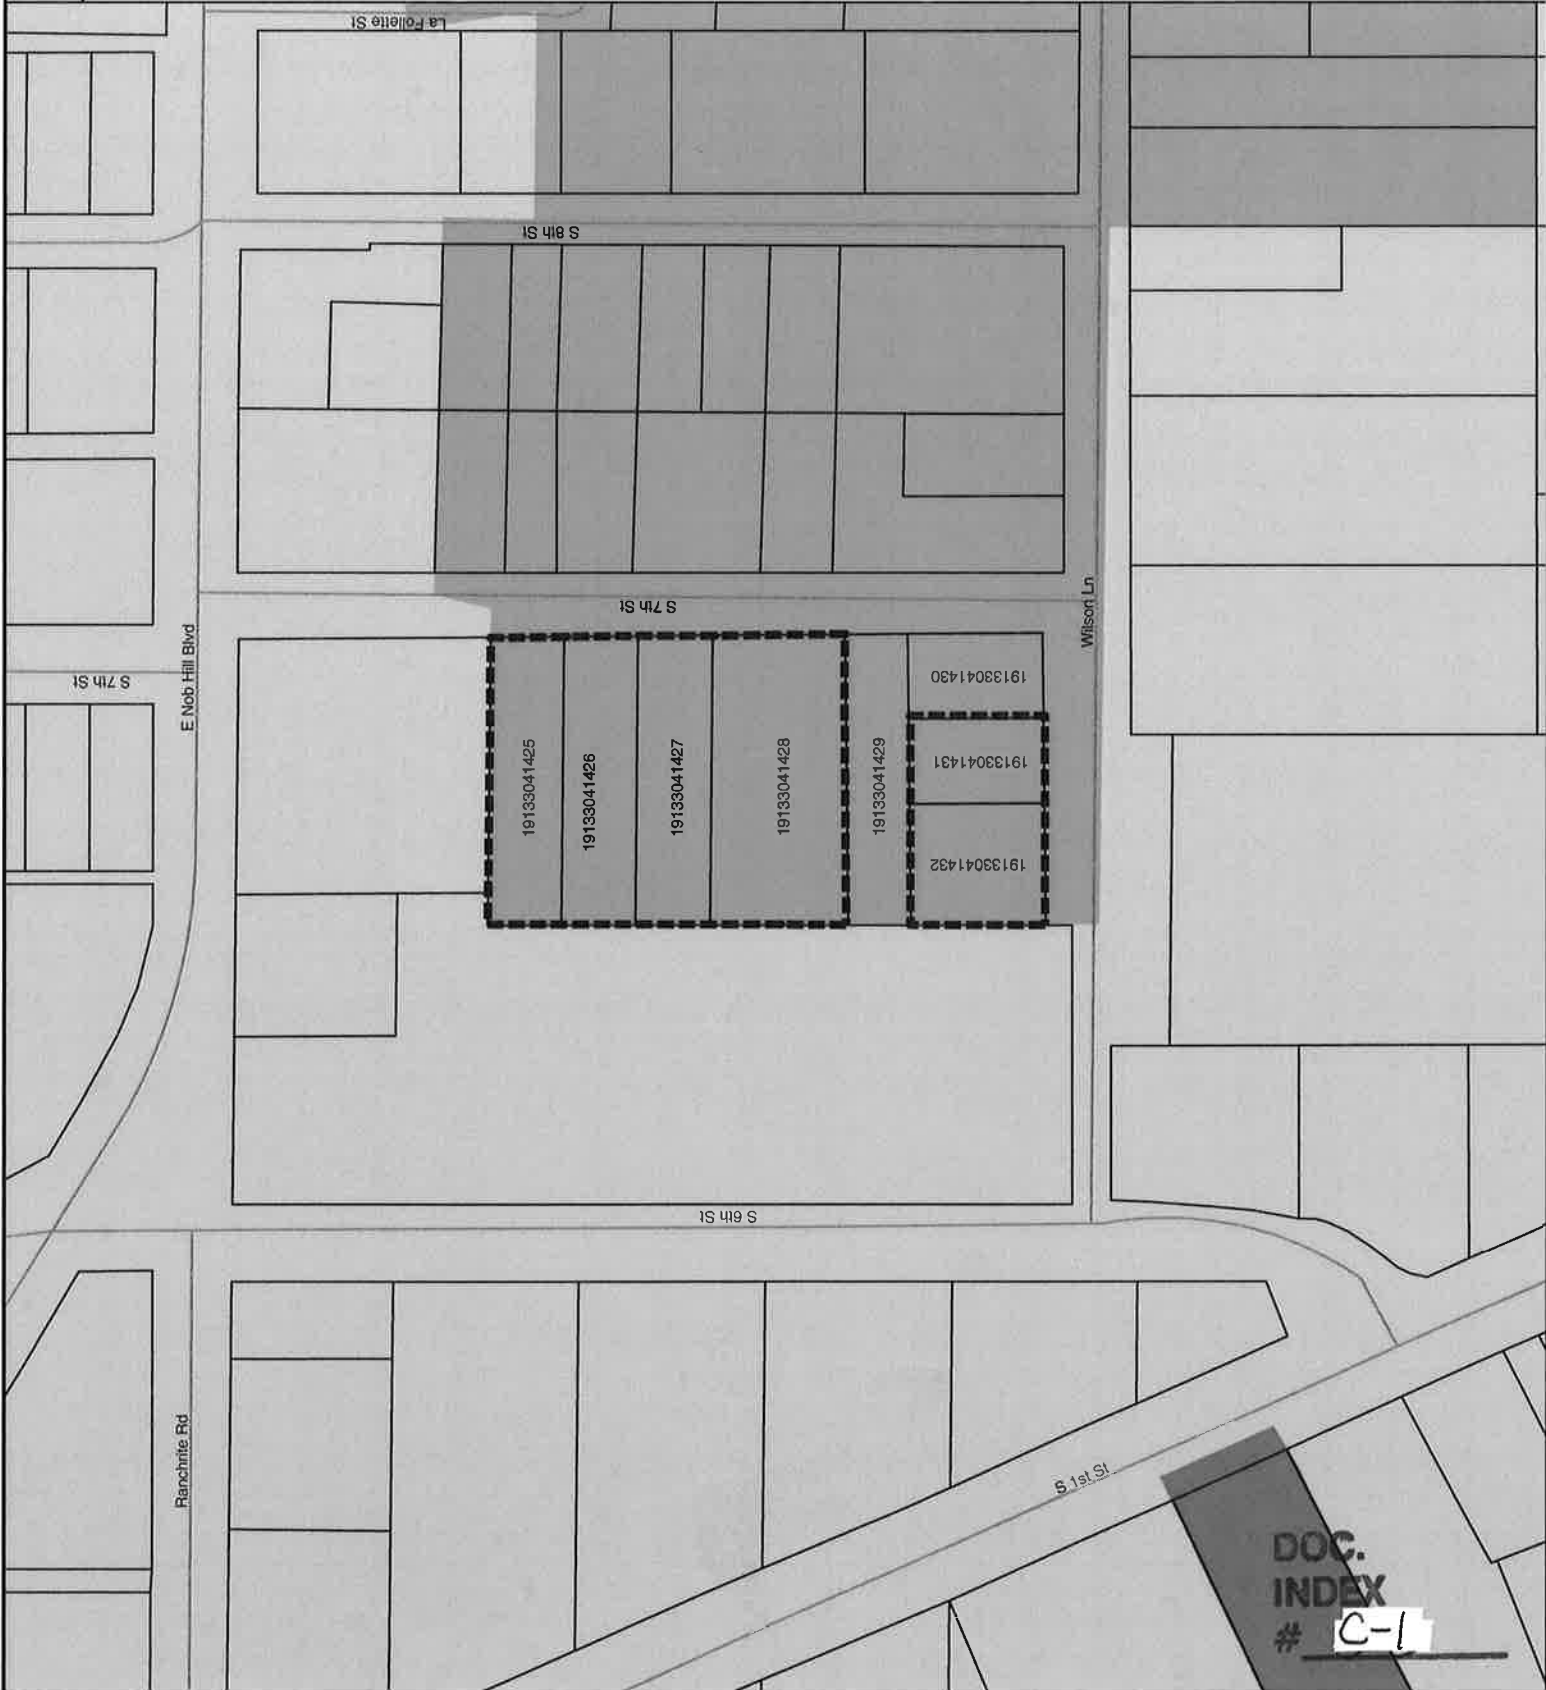 La Follette St
S 8th St
S 7th St
E Nob Hill Blvd
S 7th St
Wilson Ln
19133041425
19133041426
19133041427
19133041428
19133041429
19133041430
19133041431
19133041432
S 6th St
Ranchrite Rd
S 1st St
DOC.
INDEX
# C-1